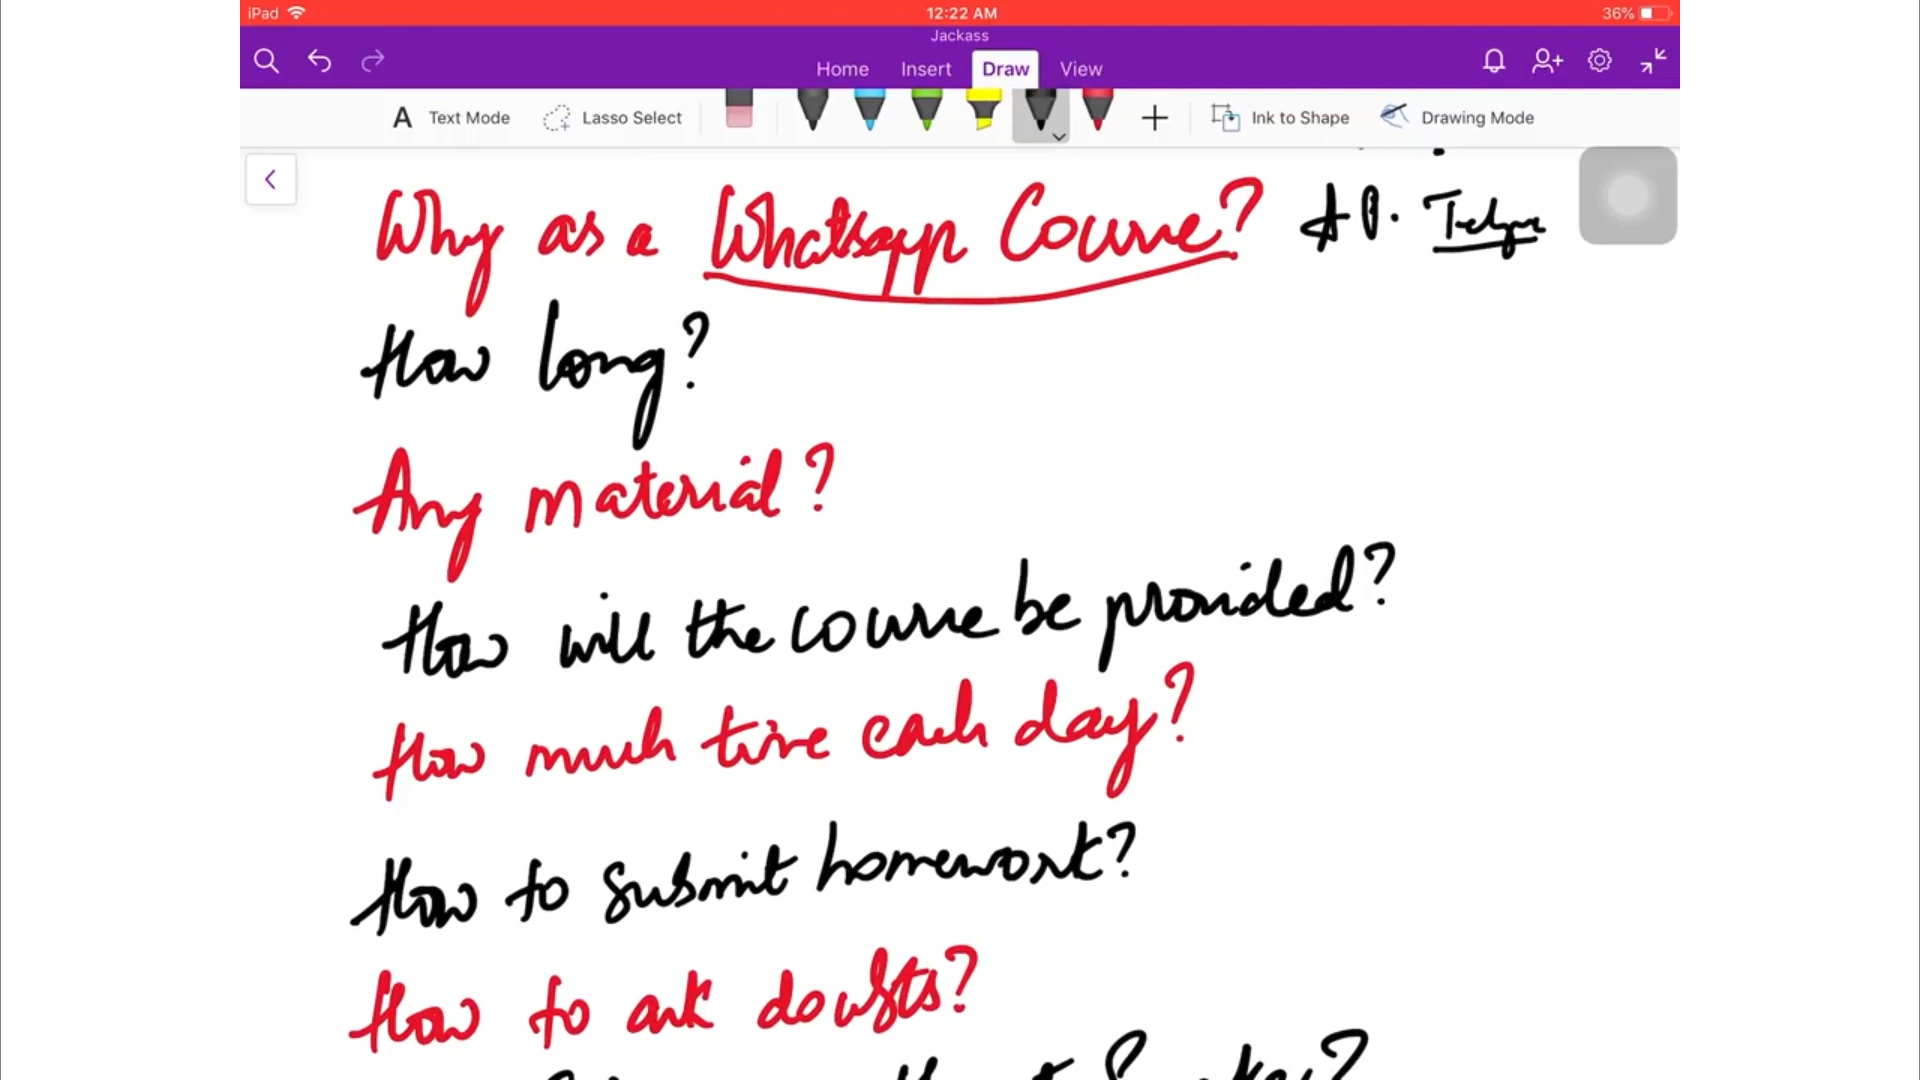 iPad 12:22 AM 36%
Jackass
Home Insert Draw View
A Text Mode Lasso Select Ink to Shape Drawing Mode
Why as a Whatsapp Course?
How long?
Any material?
How will the course be provided?
How much time each day?
How to submit homework?
How to ask doubts?